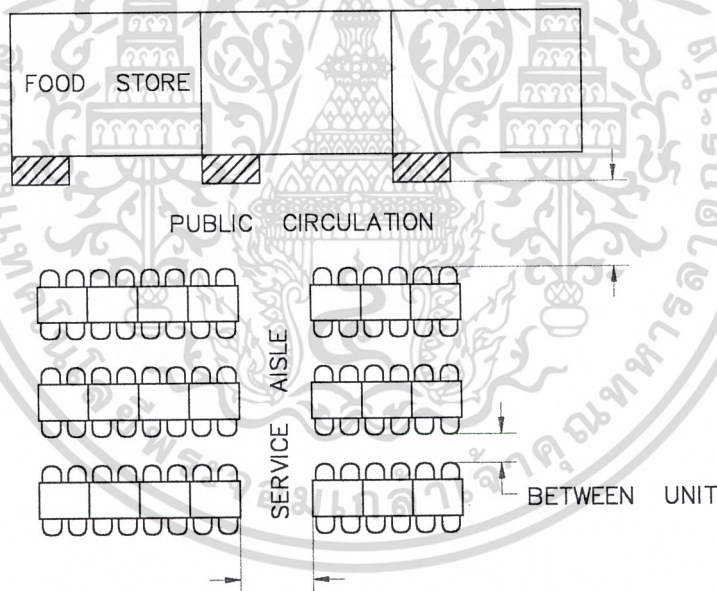 FOOD STORE
PUBLIC CIRCULATION
SERVICE AISLE
BETWEEN UNIT